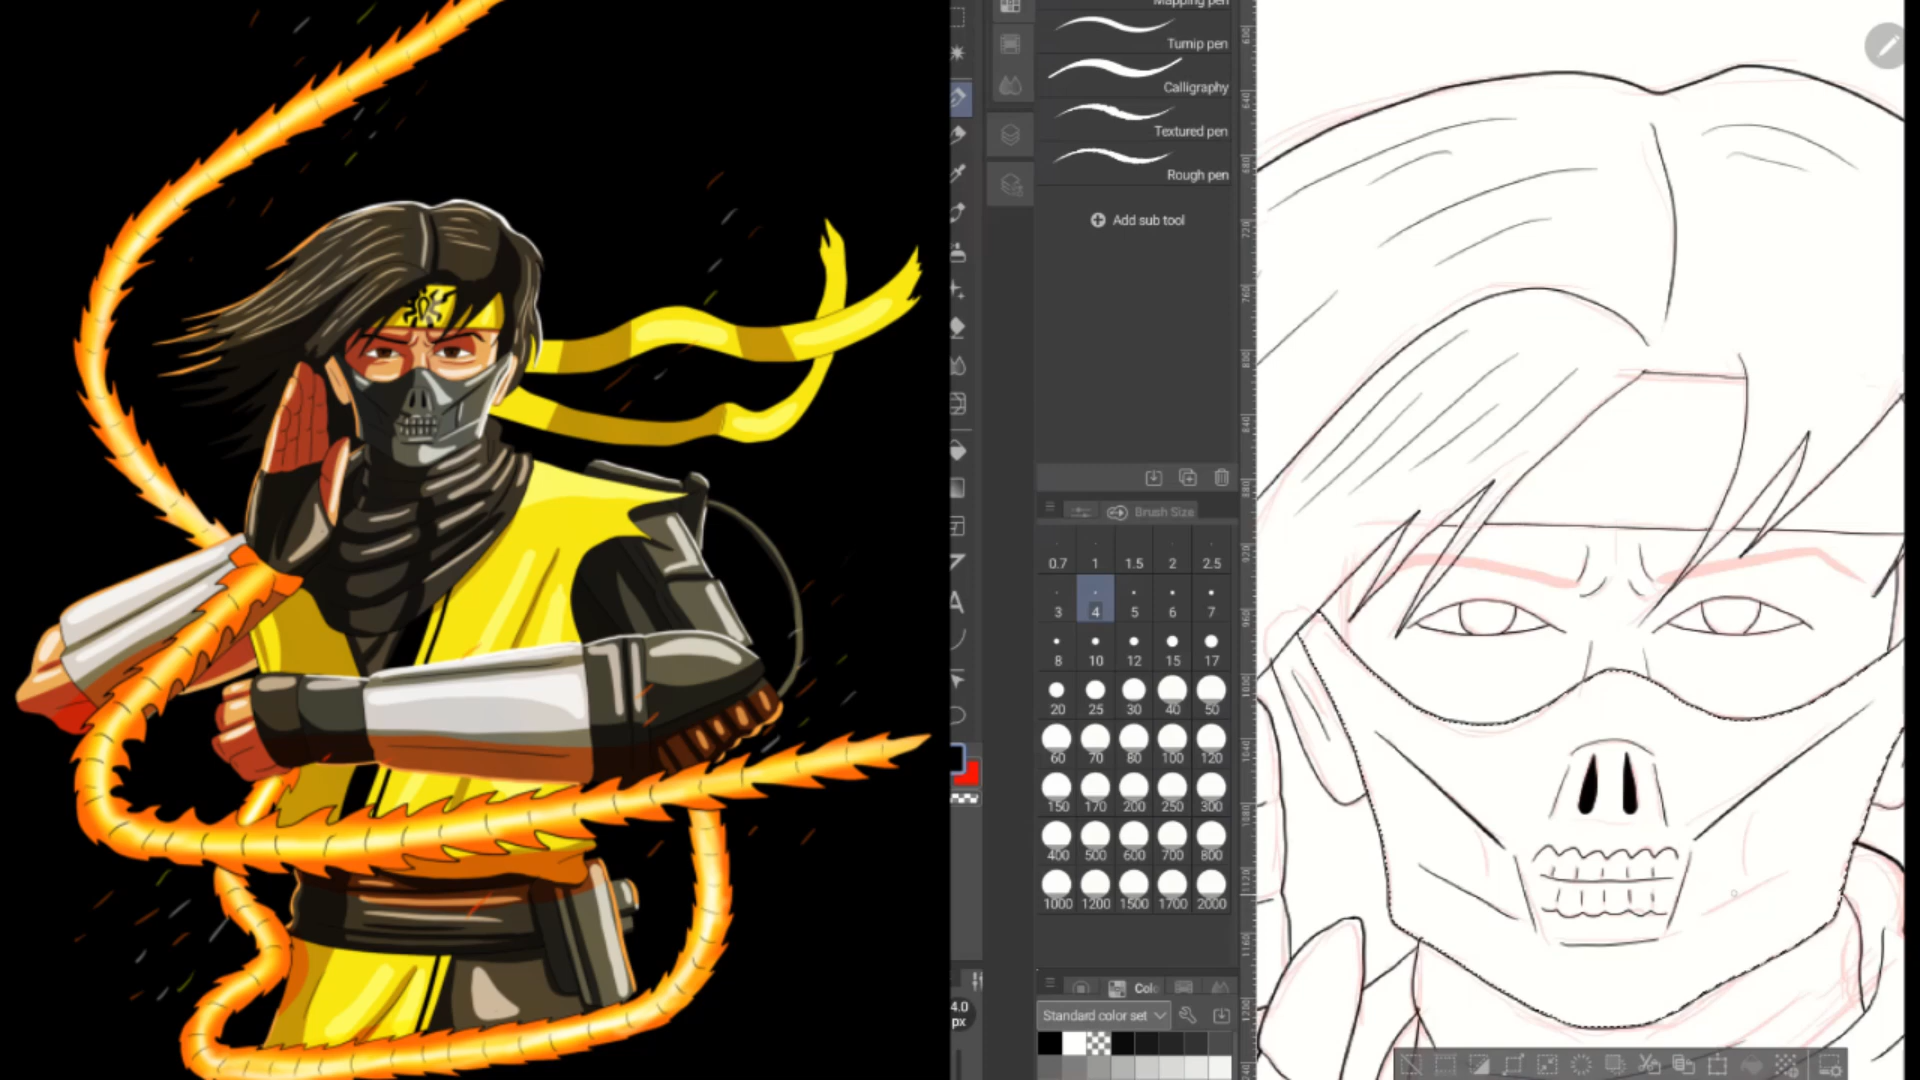 Mapping pen
Turnip pen
Calligraphy
Textured pen
Rough pen
Add sub tool
Brush Size
0.7 1 1.5 2 2.5
3 4 5 6 7
8 10 12 15 17
20 25 30 40 50
60 70 80 100 120
150 170 200 250 300
400 500 600 700 800
1000 1200 1500 1700 2000
Colo
4.0
px
Standard color set